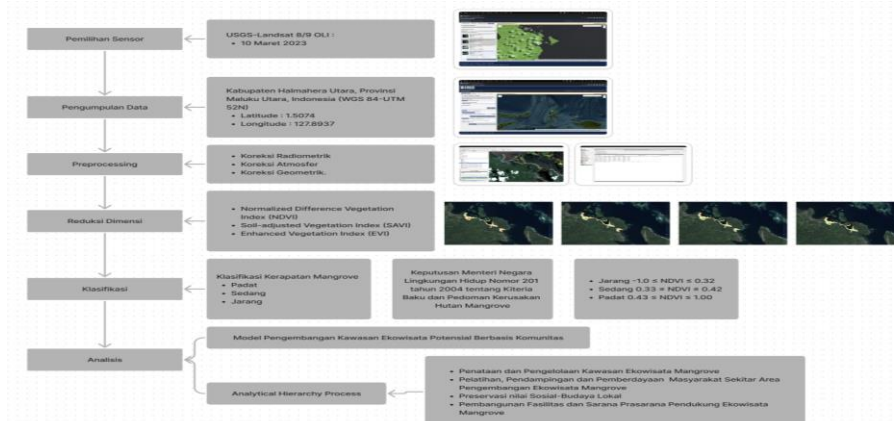 Pemilihan Sensor
USGS-Landsat 8/9 OLI :
• 10 Maret 2023
Pengumpulan Data
Kabupaten Halmahera Utara, Provinsi
Maluku Utara, Indonesia (WGS 84-UTM
52N)
• Latitude : 1.5074
• Longitude : 127.8937
Preprocessing
• Koreksi Radiometrik
• Koreksi Atmosfer
• Koreksi Geometrik.
Reduksi Dimensi
• Normalized Difference Vegetation
Index (NDVI)
• Soil-adjusted Vegetation Index (SAVI)
• Enhanced Vegetation Index (EVI)
Klasifikasi
Klasifikasi Kerapatan Mangrove
• Padat
• Sedang
• Jarang
Keputusan Menteri Negara
Lingkungan Hidup Nomor 201
tahun 2004 tentang Kiteria
Baku dan Pedoman Kerusakan
Hutan Mangrove
• Jarang -1.0 ≤ NDVI ≤ 0.32
• Sedang 0.33 ≤ NDVI ≤ 0.42
• Padat 0.43 ≤ NDVI ≤ 1.00
Analisis
Model Pengembangan Kawasan Ekowisata Potensial Berbasis Komunitas
Analytical Hierarchy Process
• Penataan dan Pengelolaan Kawasan Ekowisata Mangrove
• Pelatihan, Pendampingan dan Pemberdayaan Masyarakat Sekitar Area
Pengembangan Ekowisata Mangrove
• Preservasi nilai Sosial-Budaya Lokal
• Pembangunan Fasilitas dan Sarana Prasarana Pendukung Ekowisata
Mangrove